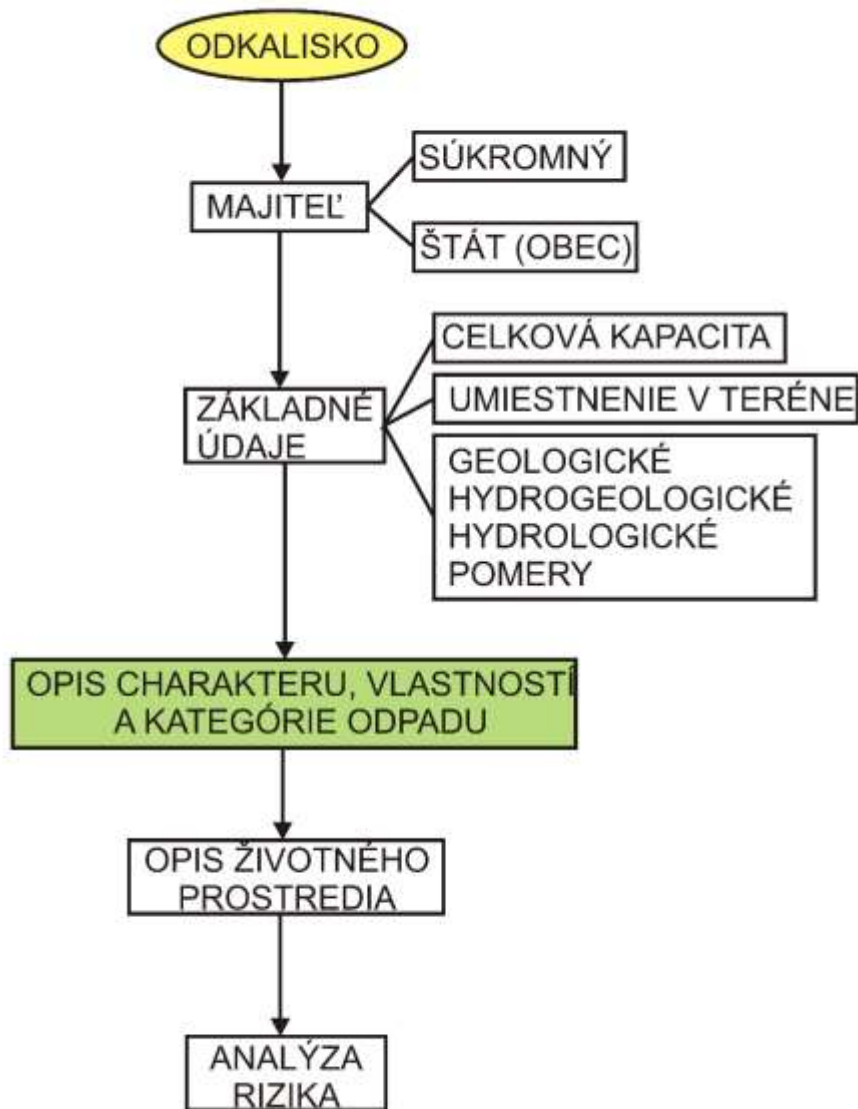 ODKALISKO
SÚKROMNÝ
MAJITEĽ
ŠTÁT (OBEC)
CELKOVÁ KAPACITA
ZÁKLADNÉ
ÚDAJE
UMIESTNENIE V TERÉNE
GEOLOGICKÉ
HYDROGEOLOGICKÉ
HYDROLOGICKÉ
POMERY
OPIS CHARAKTERU, VLASTNOSTÍ
A KATEGÓRIE ODPADU
OPIS ŽIVOTNÉHO
PROSTREDIA
ANALÝZA
RIZIKA